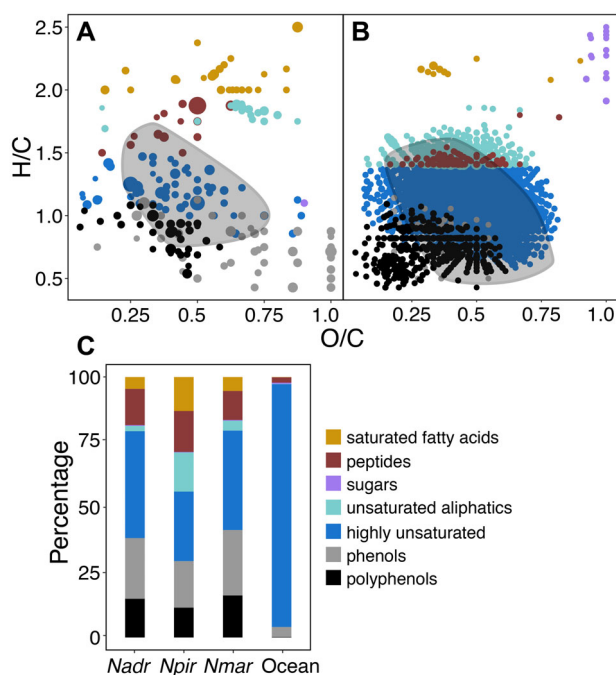 A
B
H/C
2.5
2.0
1.5
1.0
0.5
0.25 0.5 0.75 1.0 0.25 0.5 0.75 1.0
O/C
C
Percentage
100
75
50
25
0
Nadr Npir Nmar Ocean
saturated fatty acids
peptides
sugars
unsaturated aliphatics
highly unsaturated
phenols
polyphenols